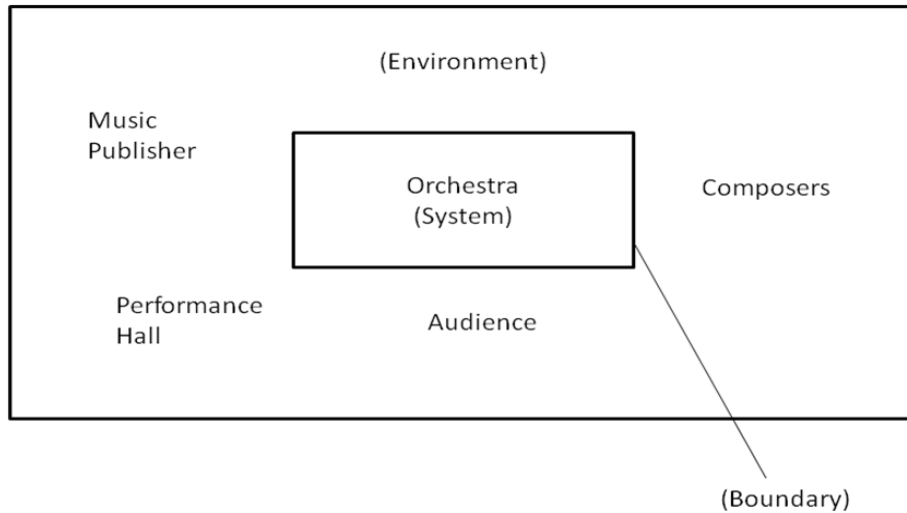 (Environment)
Music
Publisher
Orchestra
(System)
Composers
Performance
Hall
Audience
(Boundary)